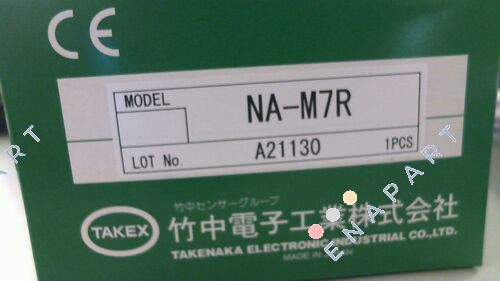 CE
MODEL NA-M7R
LOT No. A21130 1PCS
竹中センサーグループ
TAKEX 竹中電子工業株式会社
TAKENAKA ELECTRONIC INDUSTRIAL CO.,LTD.
MADE IN JAPAN
ENAPART